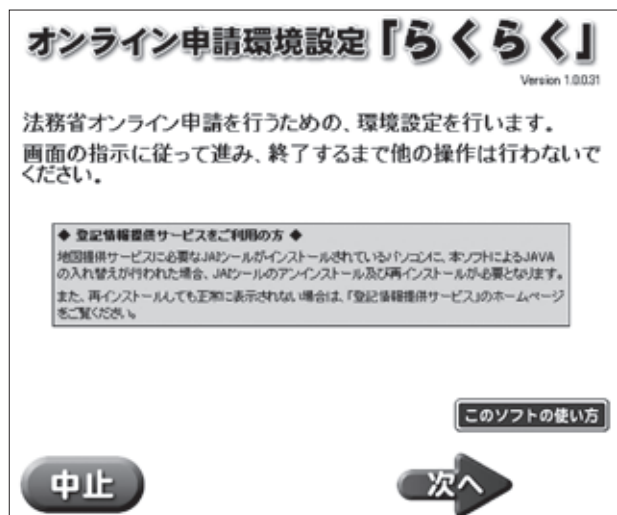 オンライン申請環境設定『らくらく』
Version 1.0.0.31
法務省オンライン申請を行うための、環境設定を行います。
画面の指示に従って進み、終了するまで他の操作は行わないで
ください。
◆ 登記情報提供サービスをご利用の方 ◆
地図提供サービスに必要なJAIツールがインストールされているパソコンに、本ソフトによるJAVA
の入れ替えが行われた場合、JAIツールのアンインストール及び再インストールが必要となります。
また、再インストールしても正常に表示されない場合は、「登記情報提供サービス」のホームページ
をご覧ください。
このソフトの使い方
中止
次へ